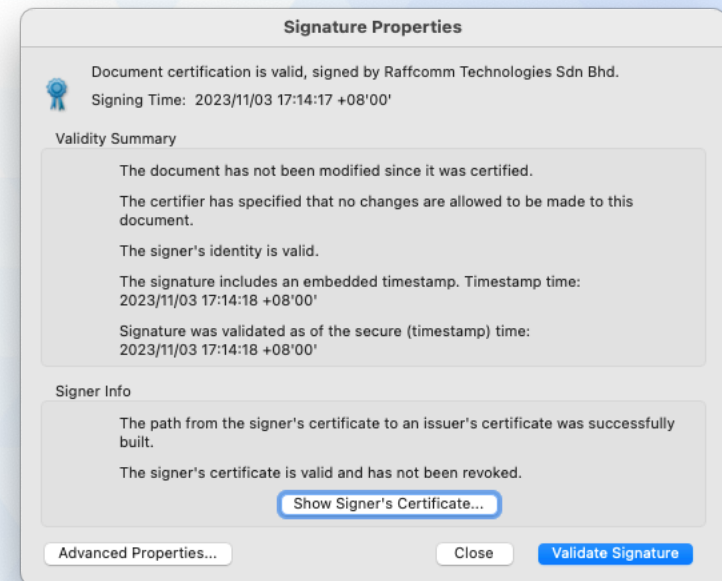 Signature Properties
Document certification is valid, signed by Raffcomm Technologies Sdn Bhd.
Signing Time: 2023/11/03 17:14:17 +08'00'
Validity Summary
The document has not been modified since it was certified.
The certifier has specified that no changes are allowed to be made to this
document.
The signer's identity is valid.
The signature includes an embedded timestamp. Timestamp time:
2023/11/03 17:14:18 +08'00'
Signature was validated as of the secure (timestamp) time:
2023/11/03 17:14:18 +08'00'
Signer Info
The path from the signer's certificate to an issuer's certificate was successfully
built.
The signer's certificate is valid and has not been revoked.
Show Signer's Certificate...
Advanced Properties...
Close
Validate Signature